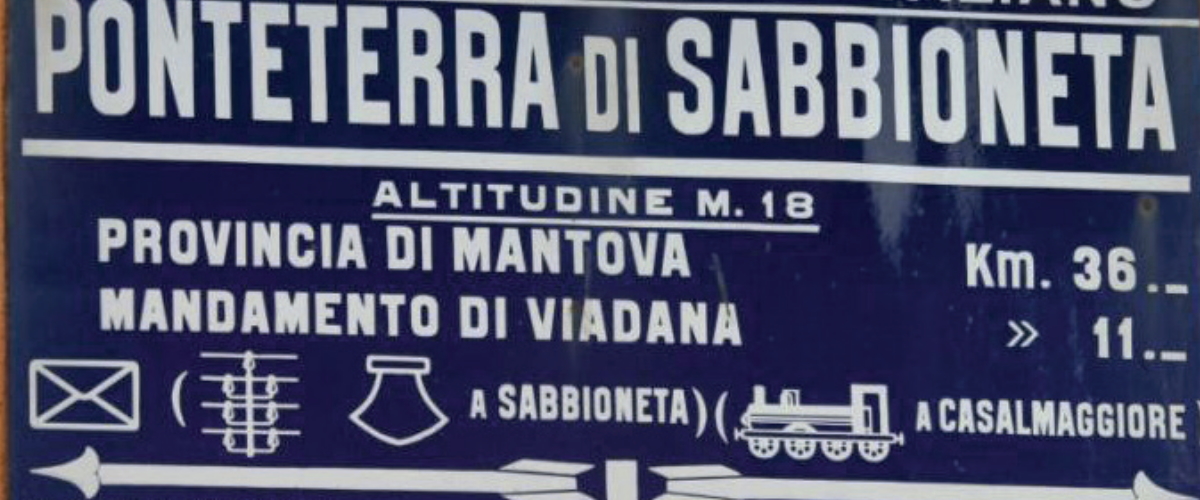 PONTETERRA DI SABBIONETA
ALTITUDINE M. 18
PROVINCIA DI MANTOVA Km. 36._
MANDAMENTO DI VIADANA » 11._
( A SABBIONETA) ( A CASALMAGGIORE